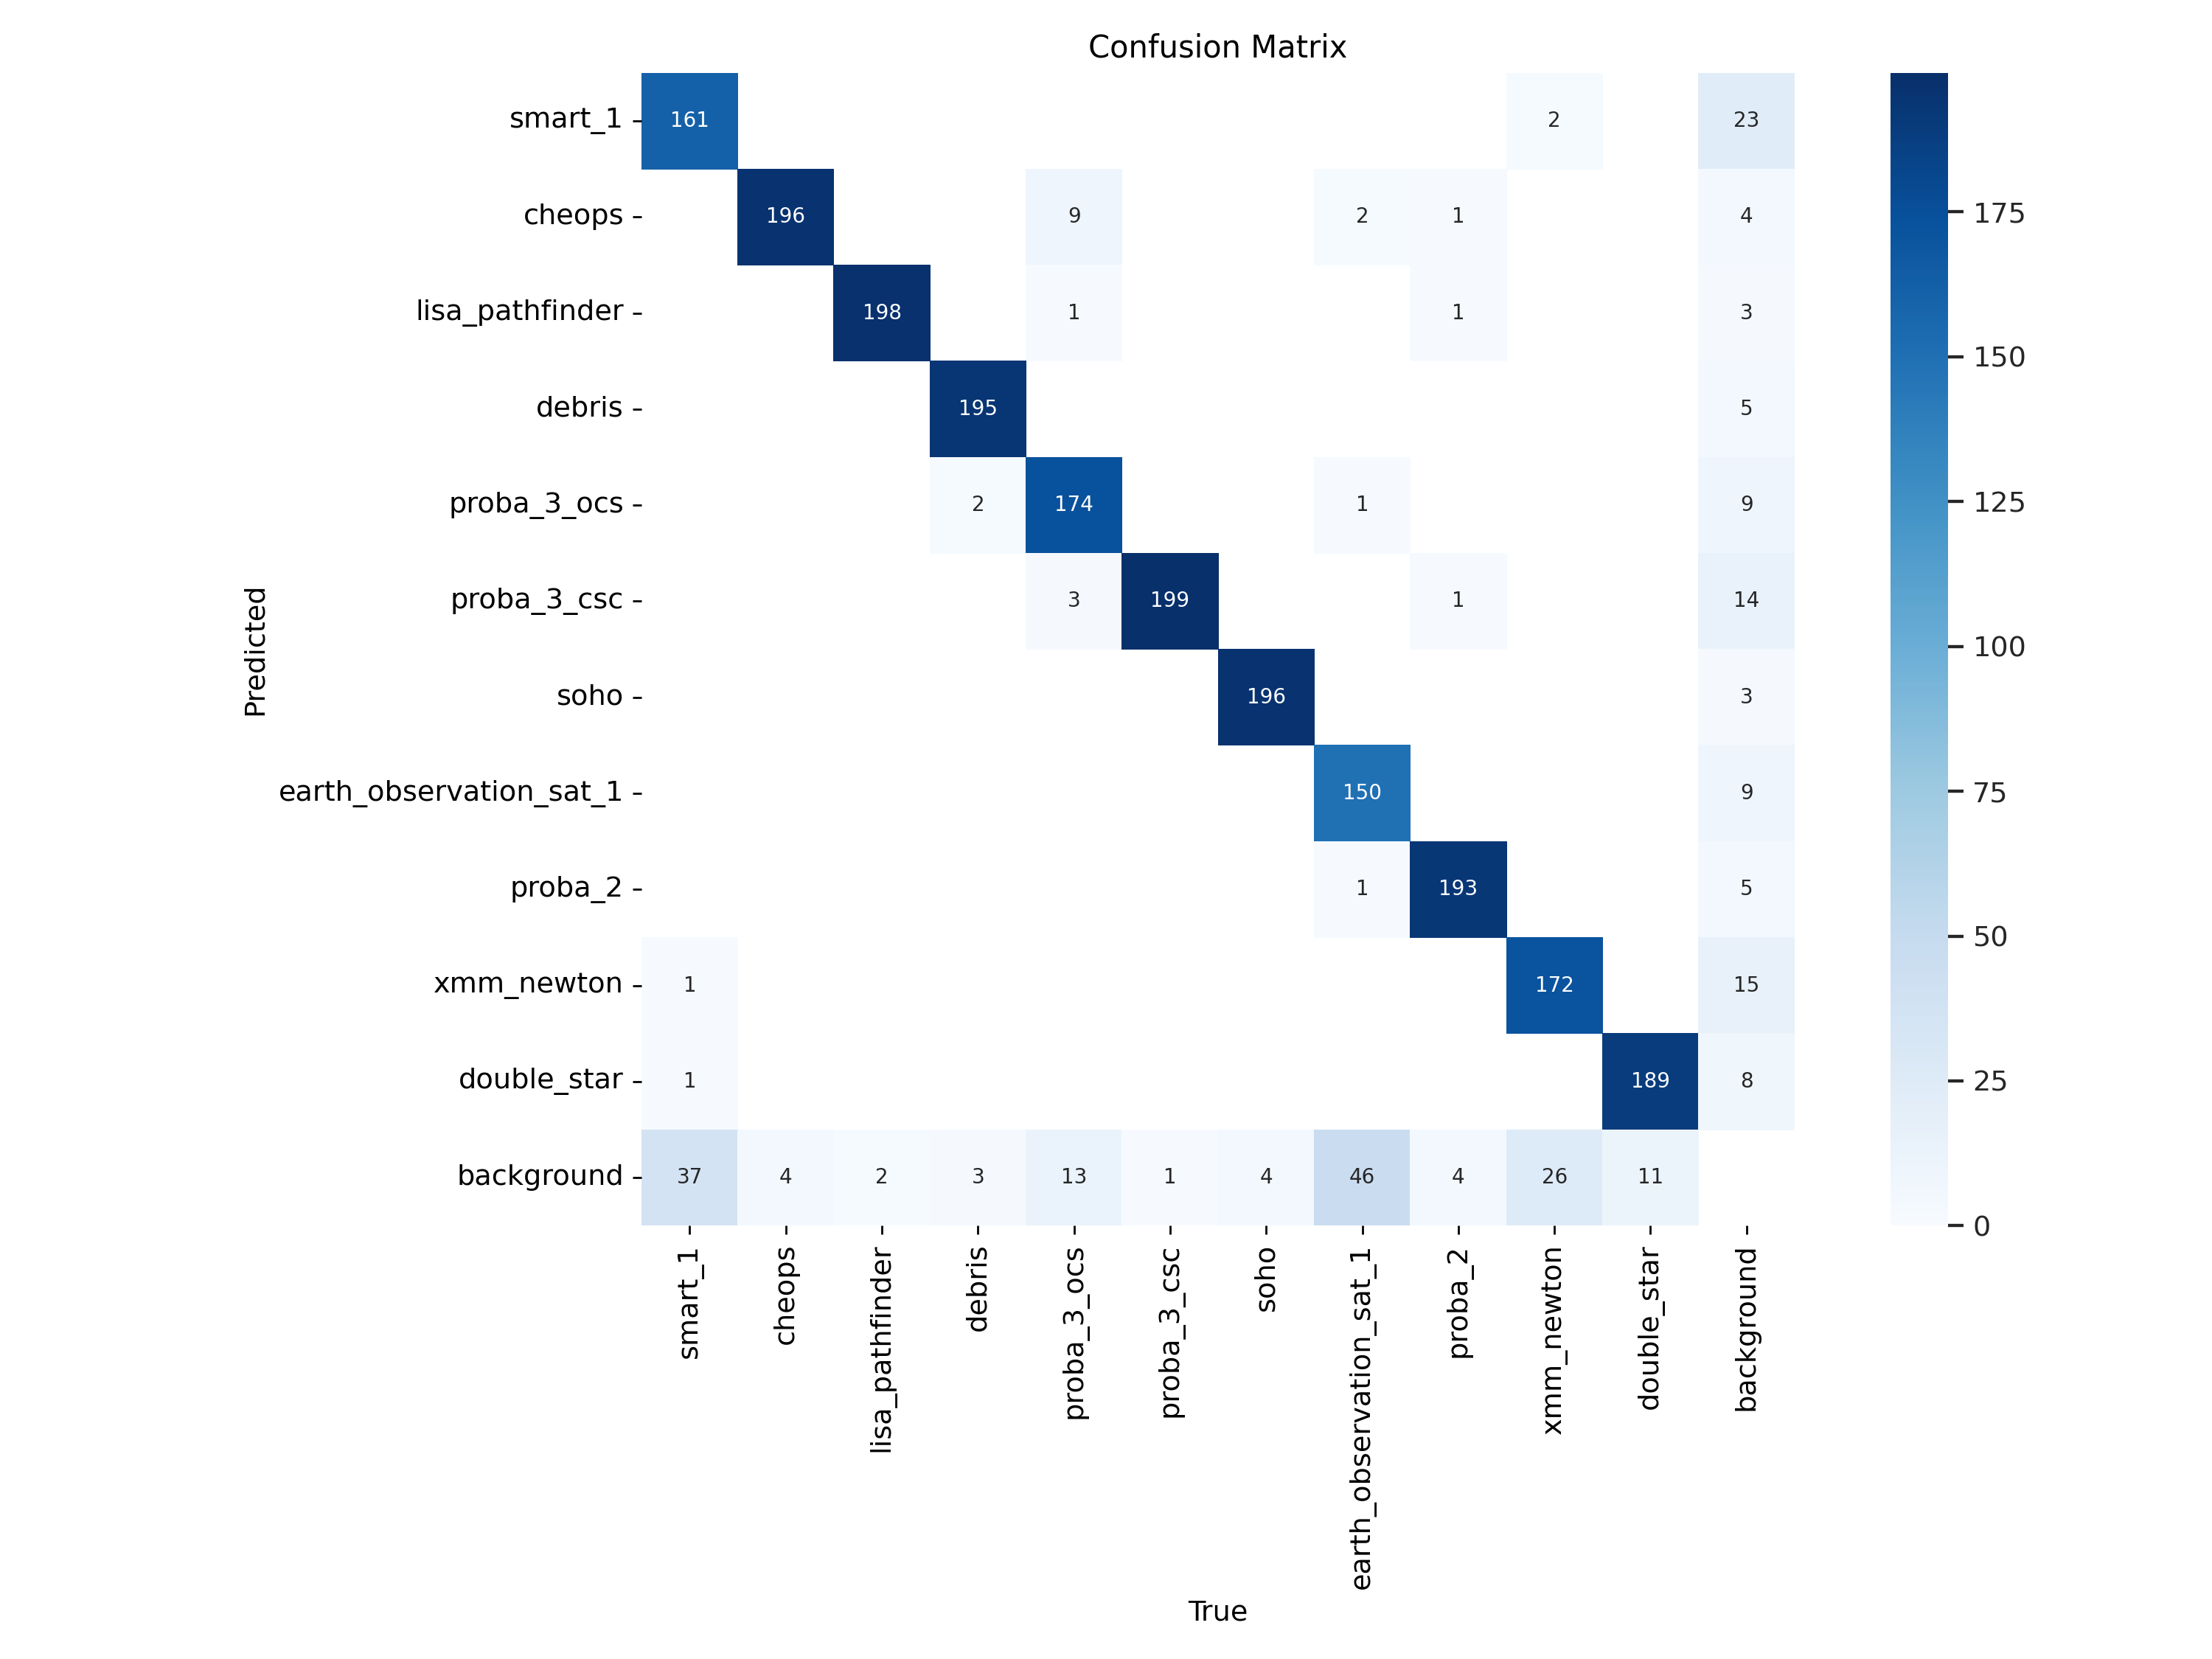 Confusion Matrix
smart_1 161 2 23
cheops 196 9 2 1 4
lisa_pathfinder 198 1 1 3
debris 195 5
proba_3_ocs 2 174 1 9
proba_3_csc 3 199 1 14
soho 196 3
earth_observation_sat_1 150 9
proba_2 1 193 5
xmm_newton 1 172 15
double_star 1 189 8
background 37 4 2 3 13 1 4 46 4 26 11
Predicted
smart_1
cheops
lisa_pathfinder
debris
proba_3_ocs
proba_3_csc
soho
earth_observation_sat_1
proba_2
xmm_newton
double_star
background
True
175
150
125
100
75
50
25
0